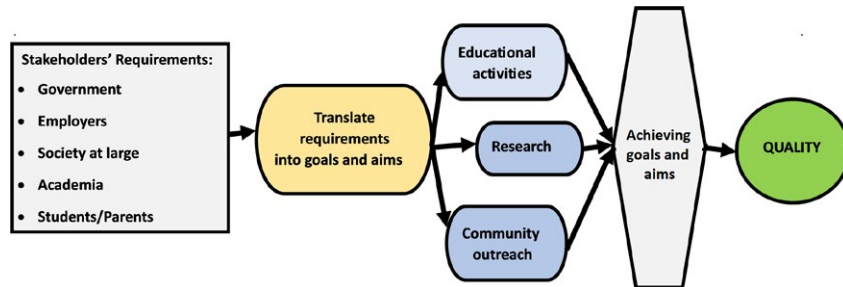 Stakeholders' Requirements:
• Government
• Employers
• Society at large
• Academia
• Students/Parents
Translate
requirements
into goals and aims
Educational
activities
Research
Community
outreach
Achieving
goals and
aims
QUALITY